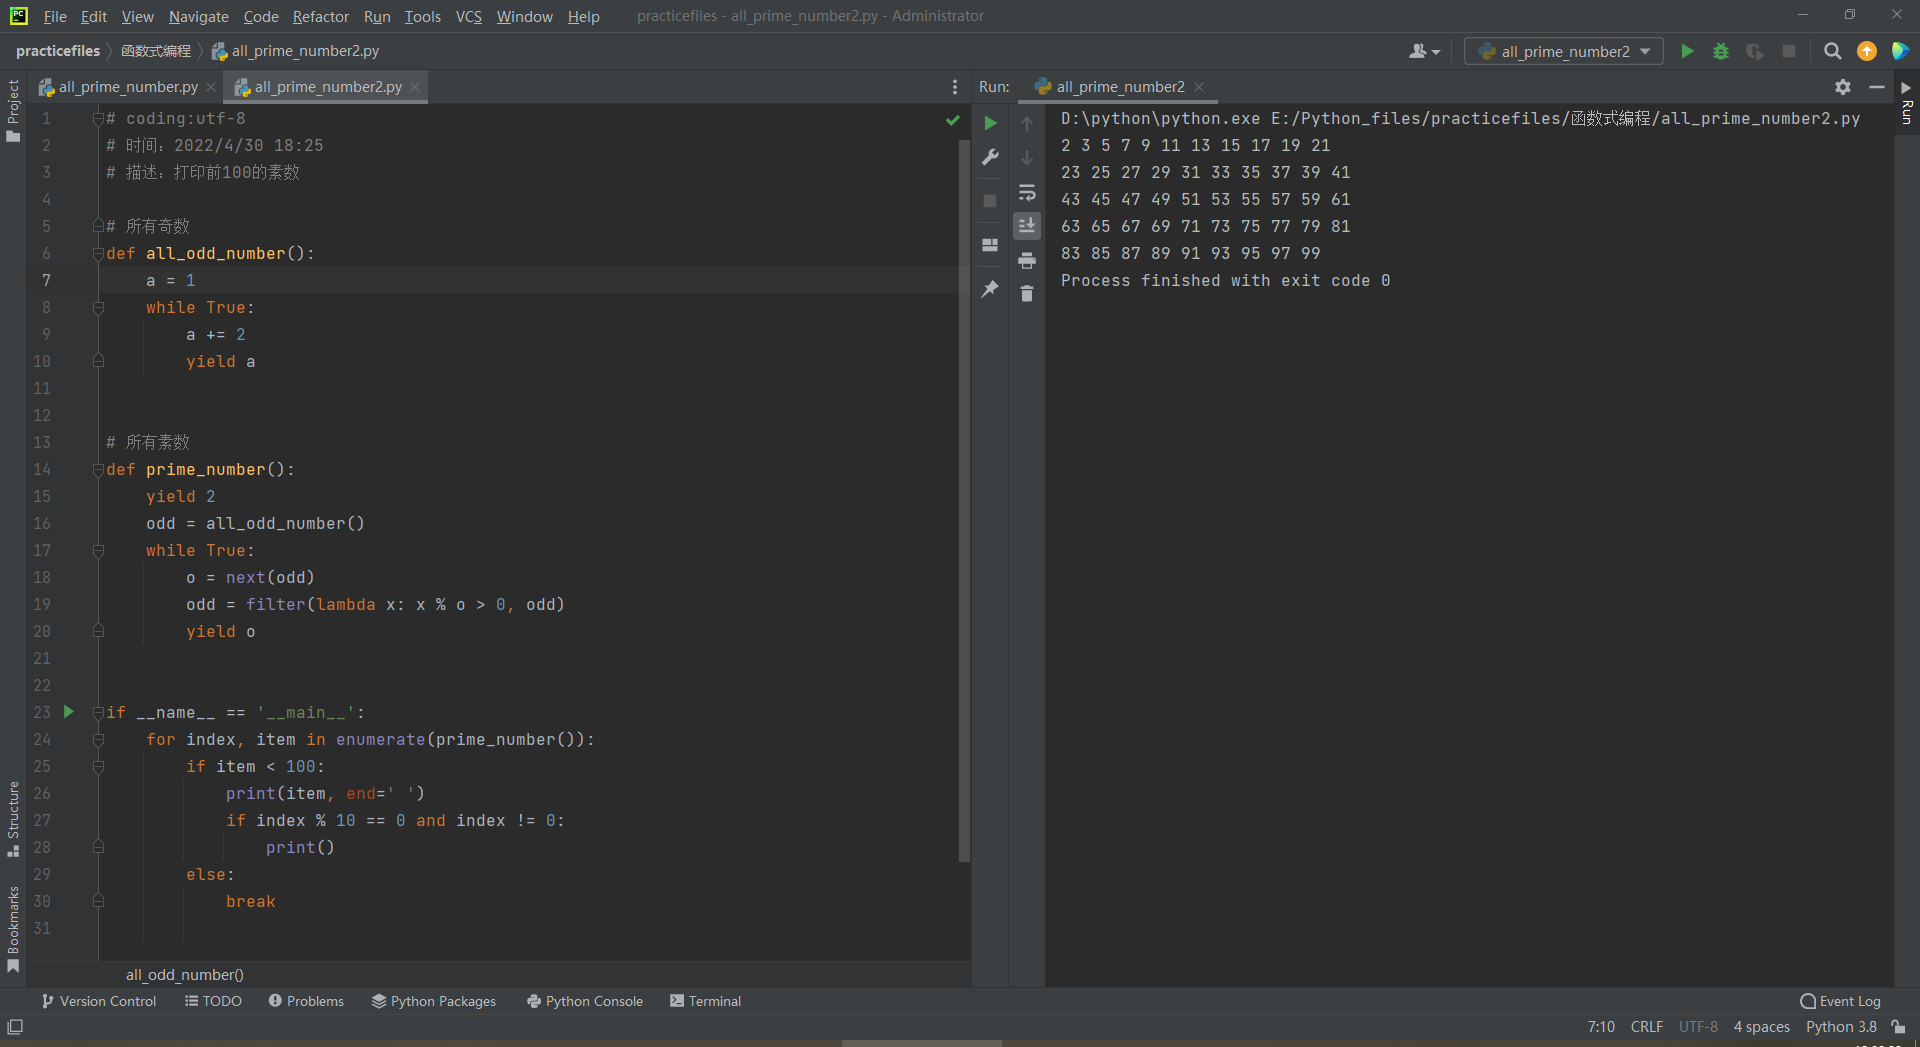 PC File Edit View Navigate Code Refactor Run Tools VCS Window Help practicefiles - all_prime_number2.py - Administrator
practicefiles 函数式编程 all_prime_number2.py all_prime_number2
Project
all_prime_number.py all_prime_number2.py
1 # coding:utf-8
2 # 时间：2022/4/30 18:25
3 # 描述：打印前100的素数
4
5 # 所有奇数
6 def all_odd_number():
7 a = 1
8 while True:
9 a += 2
10 yield a
11
12
13 # 所有素数
14 def prime_number():
15 yield 2
16 odd = all_odd_number()
17 while True:
18 o = next(odd)
19 odd = filter(lambda x: x % o > 0, odd)
20 yield o
21
22
23 if __name__ == '__main__':
24 for index, item in enumerate(prime_number()):
25 if item < 100:
26 print(item, end=' ')
27 if index % 10 == 0 and index != 0:
28 print()
29 else:
30 break
31
all_odd_number()
Run: all_prime_number2
D:\python\python.exe E:/Python_files/practicefiles/函数式编程/all_prime_number2.py
2 3 5 7 9 11 13 15 17 19 21
23 25 27 29 31 33 35 37 39 41
43 45 47 49 51 53 55 57 59 61
63 65 67 69 71 73 75 77 79 81
83 85 87 89 91 93 95 97 99
Process finished with exit code 0
Run
Structure
Bookmarks
Version Control TODO Problems Python Packages Python Console Terminal Event Log
7:10 CRLF UTF-8 4 spaces Python 3.8